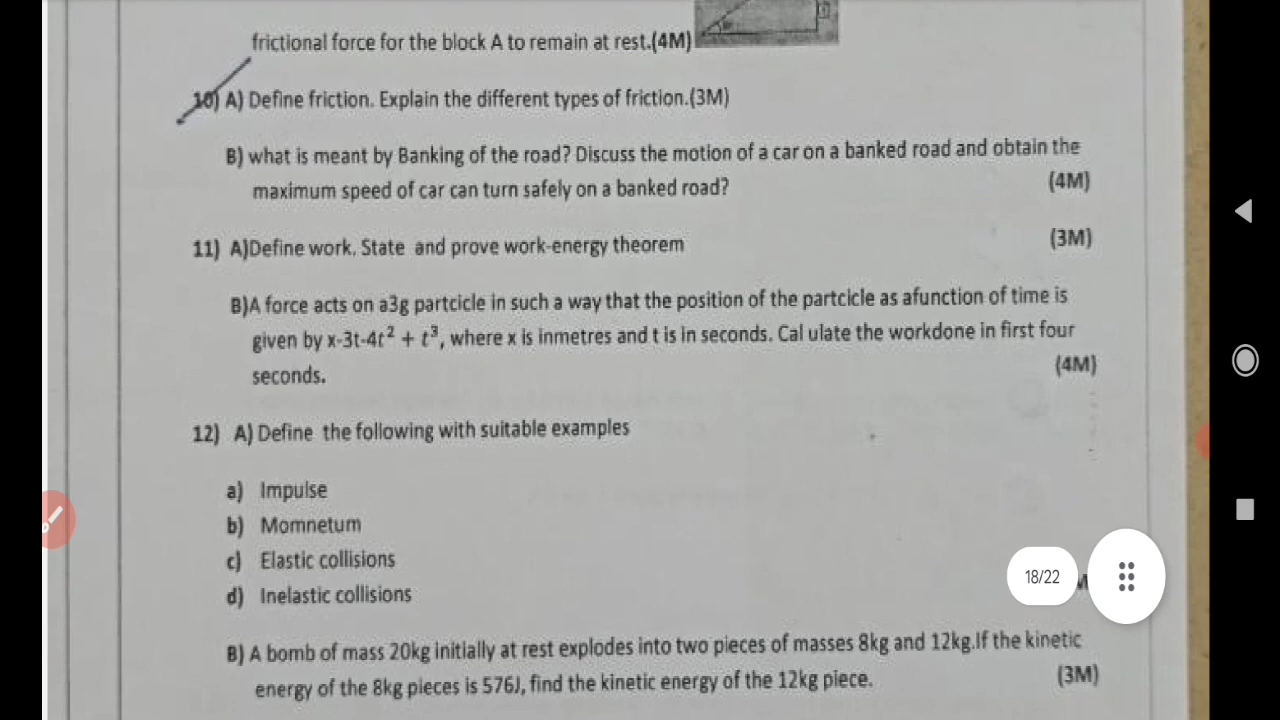 frictional force for the block A to remain at rest.(4M)
10) A) Define friction. Explain the different types of friction.(3M)
B) what is meant by Banking of the road? Discuss the motion of a car on a banked road and obtain the
maximum speed of car can turn safely on a banked road? (4M)
11) A)Define work. State and prove work-energy theorem (3M)
B)A force acts on a3g partcicle in such a way that the position of the partcicle as afunction of time is
given by x-3t-4t² + t³, where x is inmetres and t is in seconds. Cal ulate the workdone in first four
seconds. (4M)
12) A) Define the following with suitable examples
a) Impulse
b) Momnetum
c) Elastic collisions
d) Inelastic collisions
18/22
B) A bomb of mass 20kg initially at rest explodes into two pieces of masses 8kg and 12kg.If the kinetic
energy of the 8kg pieces is 576J, find the kinetic energy of the 12kg piece. (3M)